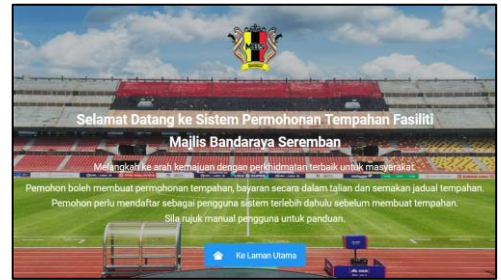 MBS
Selamat Datang ke Sistem Permohonan Tempahan Fasiliti
Majlis Bandaraya Seremban
Melangkah ke arah kemajuan dengan perkhidmatan terbaik untuk masyarakat
Pemohon boleh membuat permohonan tempahan, bayaran secara dalam talian dan semakan jadual tempahan.
Pemohon perlu mendaftar sebagai pengguna sistem terlebih dahulu sebelum membuat tempahan.
Sila rujuk manual pengguna untuk panduan.
Ke Laman Utama